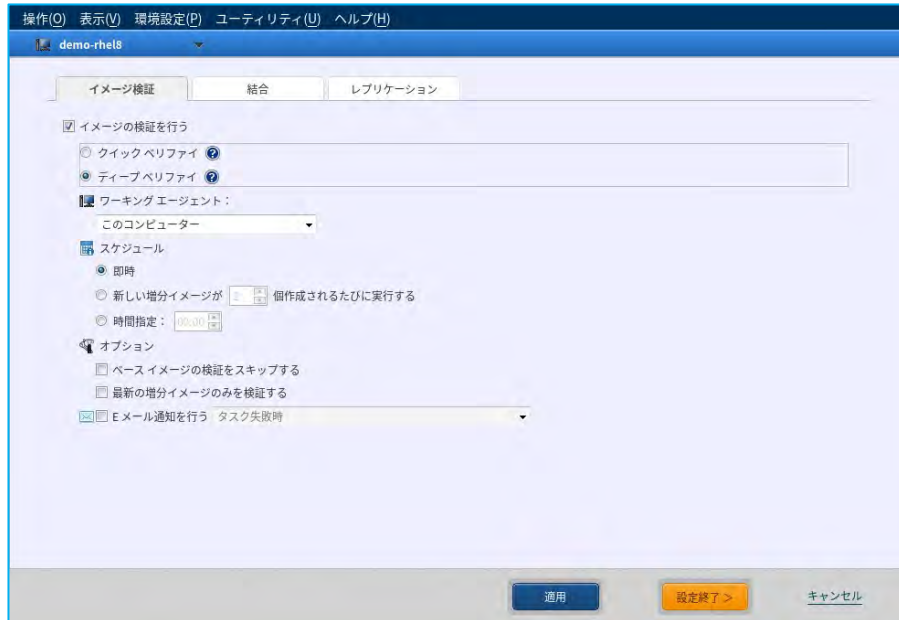 操作(O) 表示(V) 環境設定(P) ユーティリティ(U) ヘルプ(H)
demo-rhel8
イメージ検証 結合 レプリケーション
イメージの検証を行う
クイック ベリファイ ?
ディープ ベリファイ ?
ワーキング エージェント：
このコンピューター
スケジュール
即時
新しい増分イメージが 個作成されるたびに実行する
時間指定： 00:00
オプション
ベース イメージの検証をスキップする
最新の増分イメージのみを検証する
E メール通知を行う タスク失敗時
適用 設定終了 > キャンセル